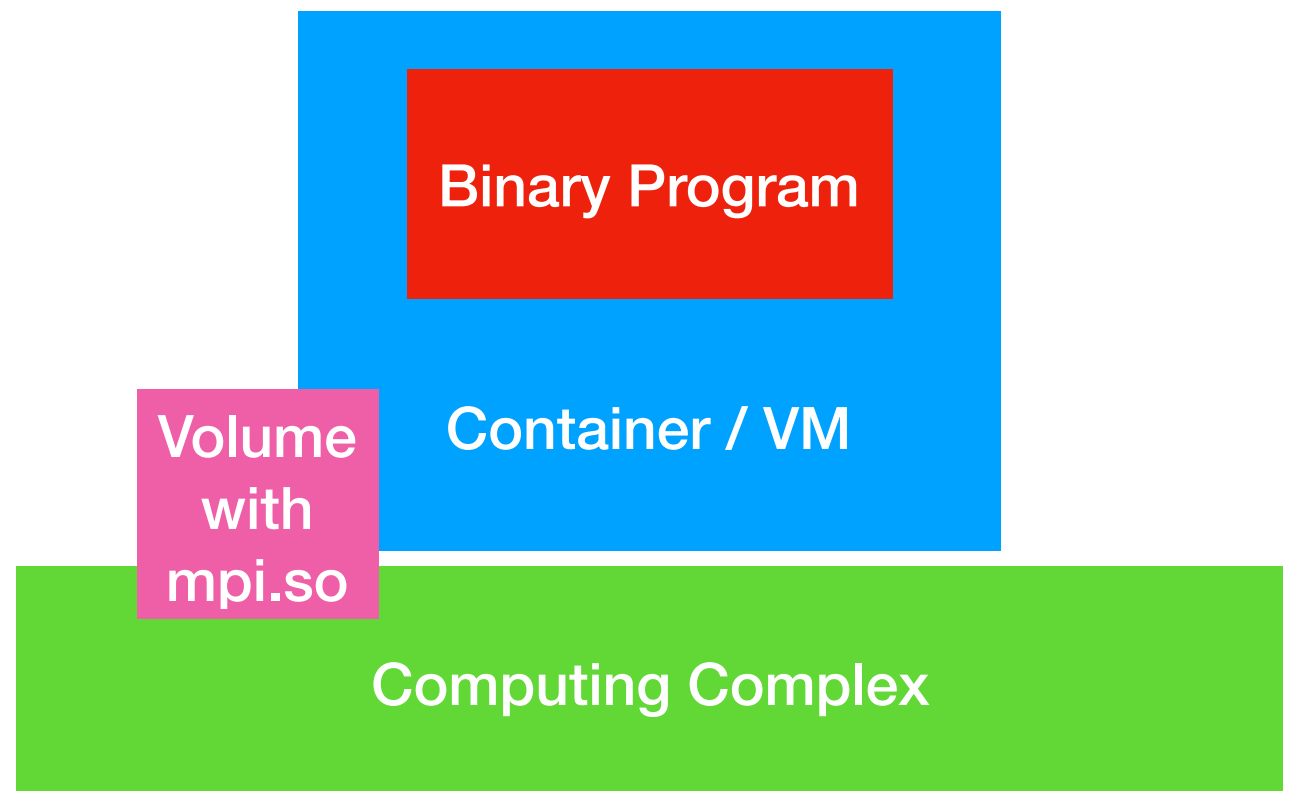 Binary Program
Container / VM
Volume
with
mpi.so
Computing Complex